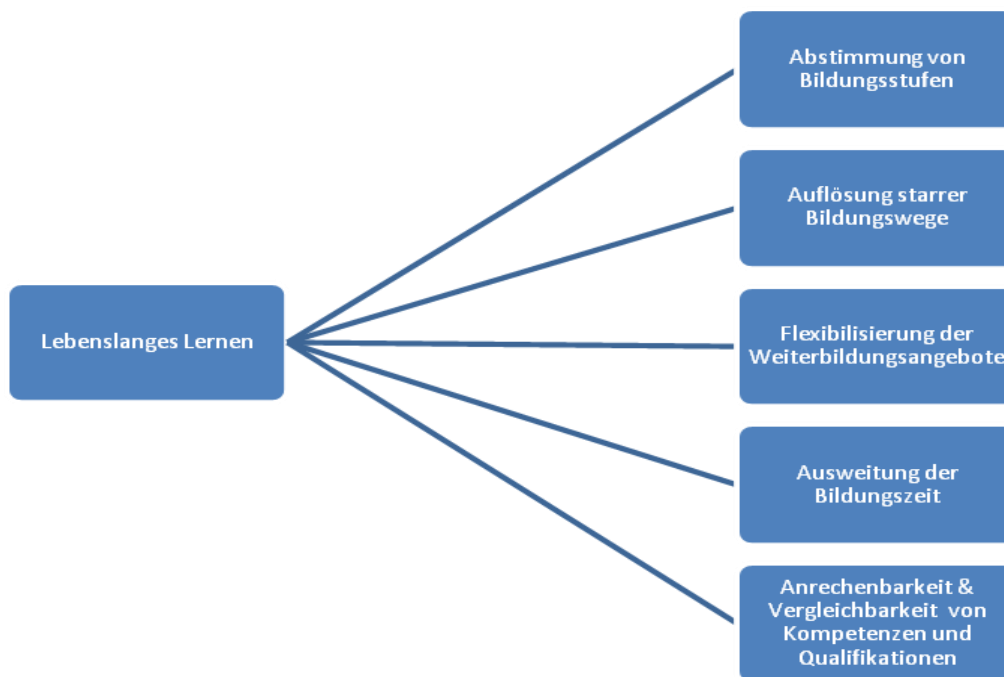 Abstimmung von
Bildungsstufen
Auflösung starrer
Bildungswege
Lebenslanges Lernen
Flexibilisierung der
Weiterbildungsangebote
Ausweitung der
Bildungszeit
Anrechenbarkeit &
Vergleichbarkeit von
Kompetenzen und
Qualifikationen